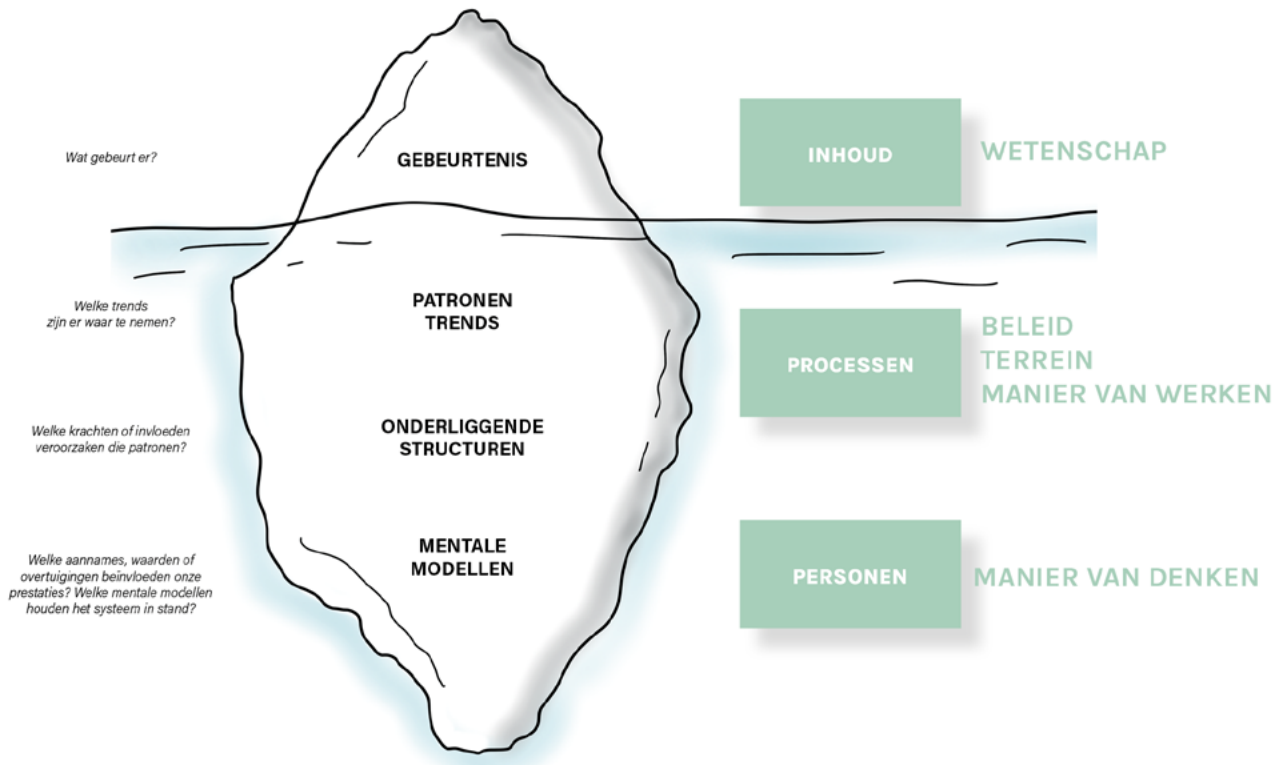 Wat gebeurt er?
GEBEURTENIS
INHOUD
WETENSCHAP
Welke trends
zijn er waar te nemen?
PATRONEN
TRENDS
PROCESSEN
BELEID
TERREIN
MANIER VAN WERKEN
Welke krachten of invloeden
veroorzaken die patronen?
ONDERLIGGENDE
STRUCTUREN
Welke aannames, waarden of
overtuigingen beïnvloeden onze
prestaties? Welke mentale modellen
houden het systeem in stand?
MENTALE
MODELLEN
PERSONEN
MANIER VAN DENKEN